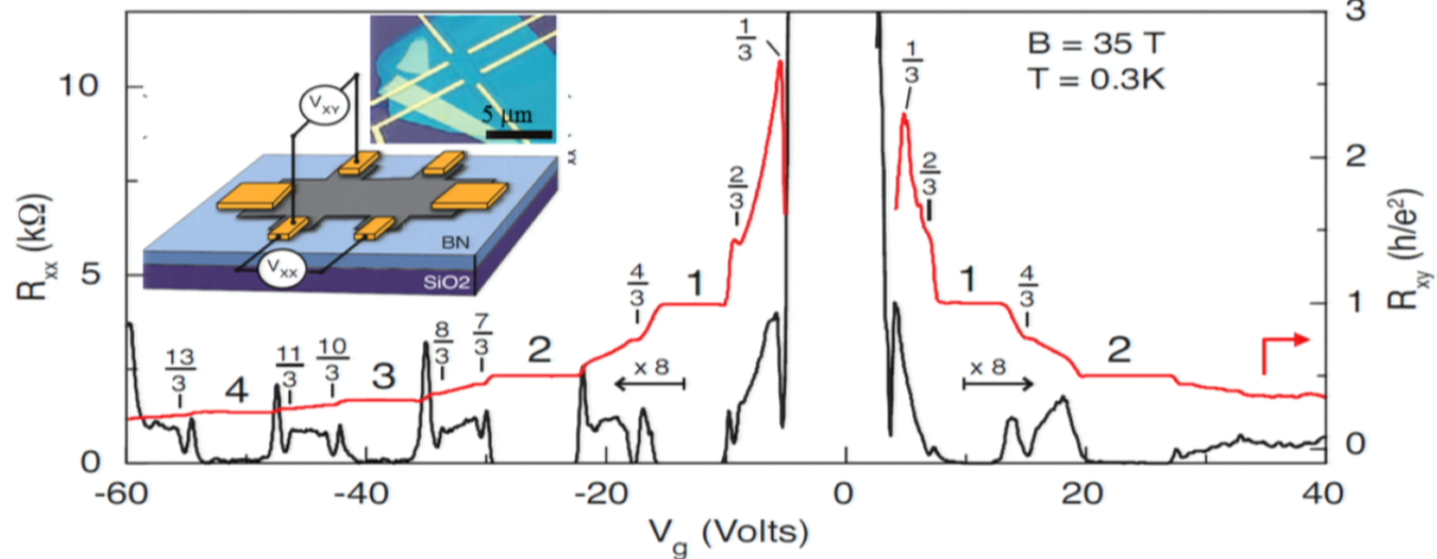 B = 35 T
T = 0.3K
1/3
1/3
2/3
2/3
4/3
1
4/3
1
2
2
7/3
8/3
3
10/3
11/3
4
13/3
x 8
x 8
V_XY
V_XX
5 µm
BN
SiO2
R_xx (kΩ)
10
5
0
R_xy (h/e²)
3
2
1
0
-60
-40
-20
0
20
40
V_g (Volts)